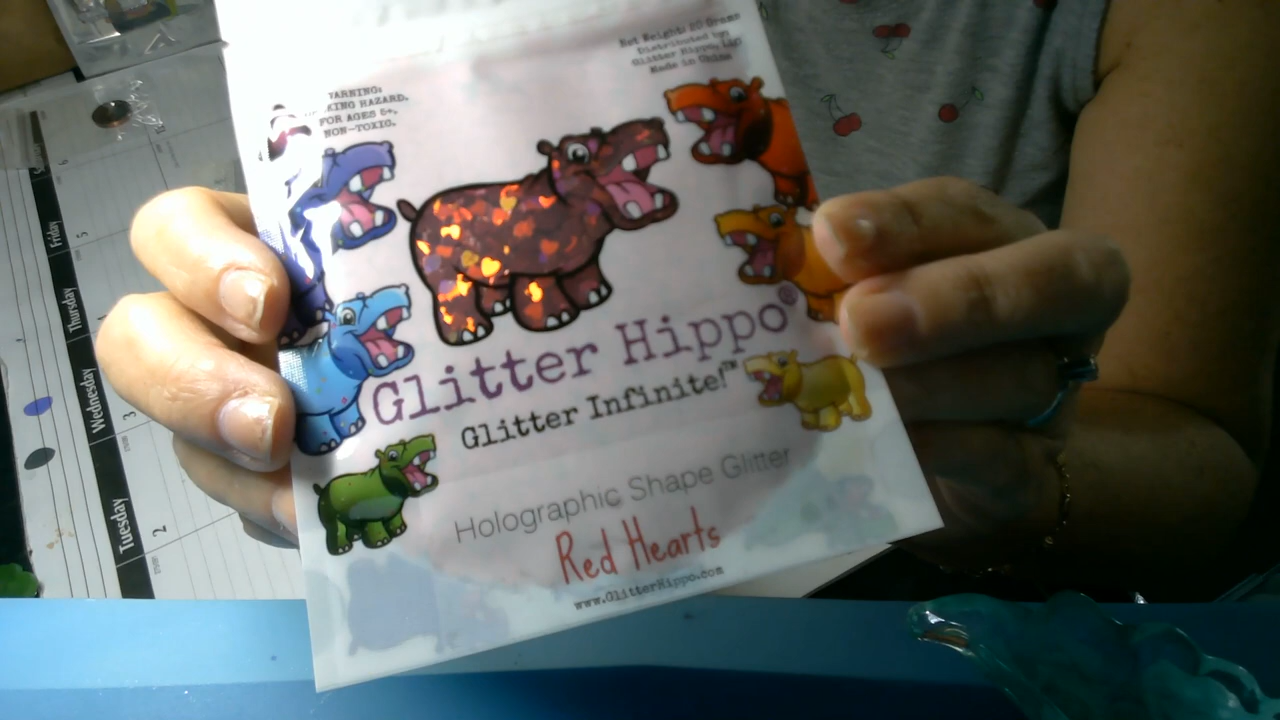 Net Weight: 20 Grams
Distributed by:
Glitter Hippo, LLC
Made in China
WARNING:
KING HAZARD.
FOR AGES 6+.
NON-TOXIC.
Glitter Hippo®
Glitter Infinite!™
Holographic Shape Glitter
Red Hearts
www.GlitterHippo.com
Friday
Thursday
Wednesday
Tuesday
6
5
3
2